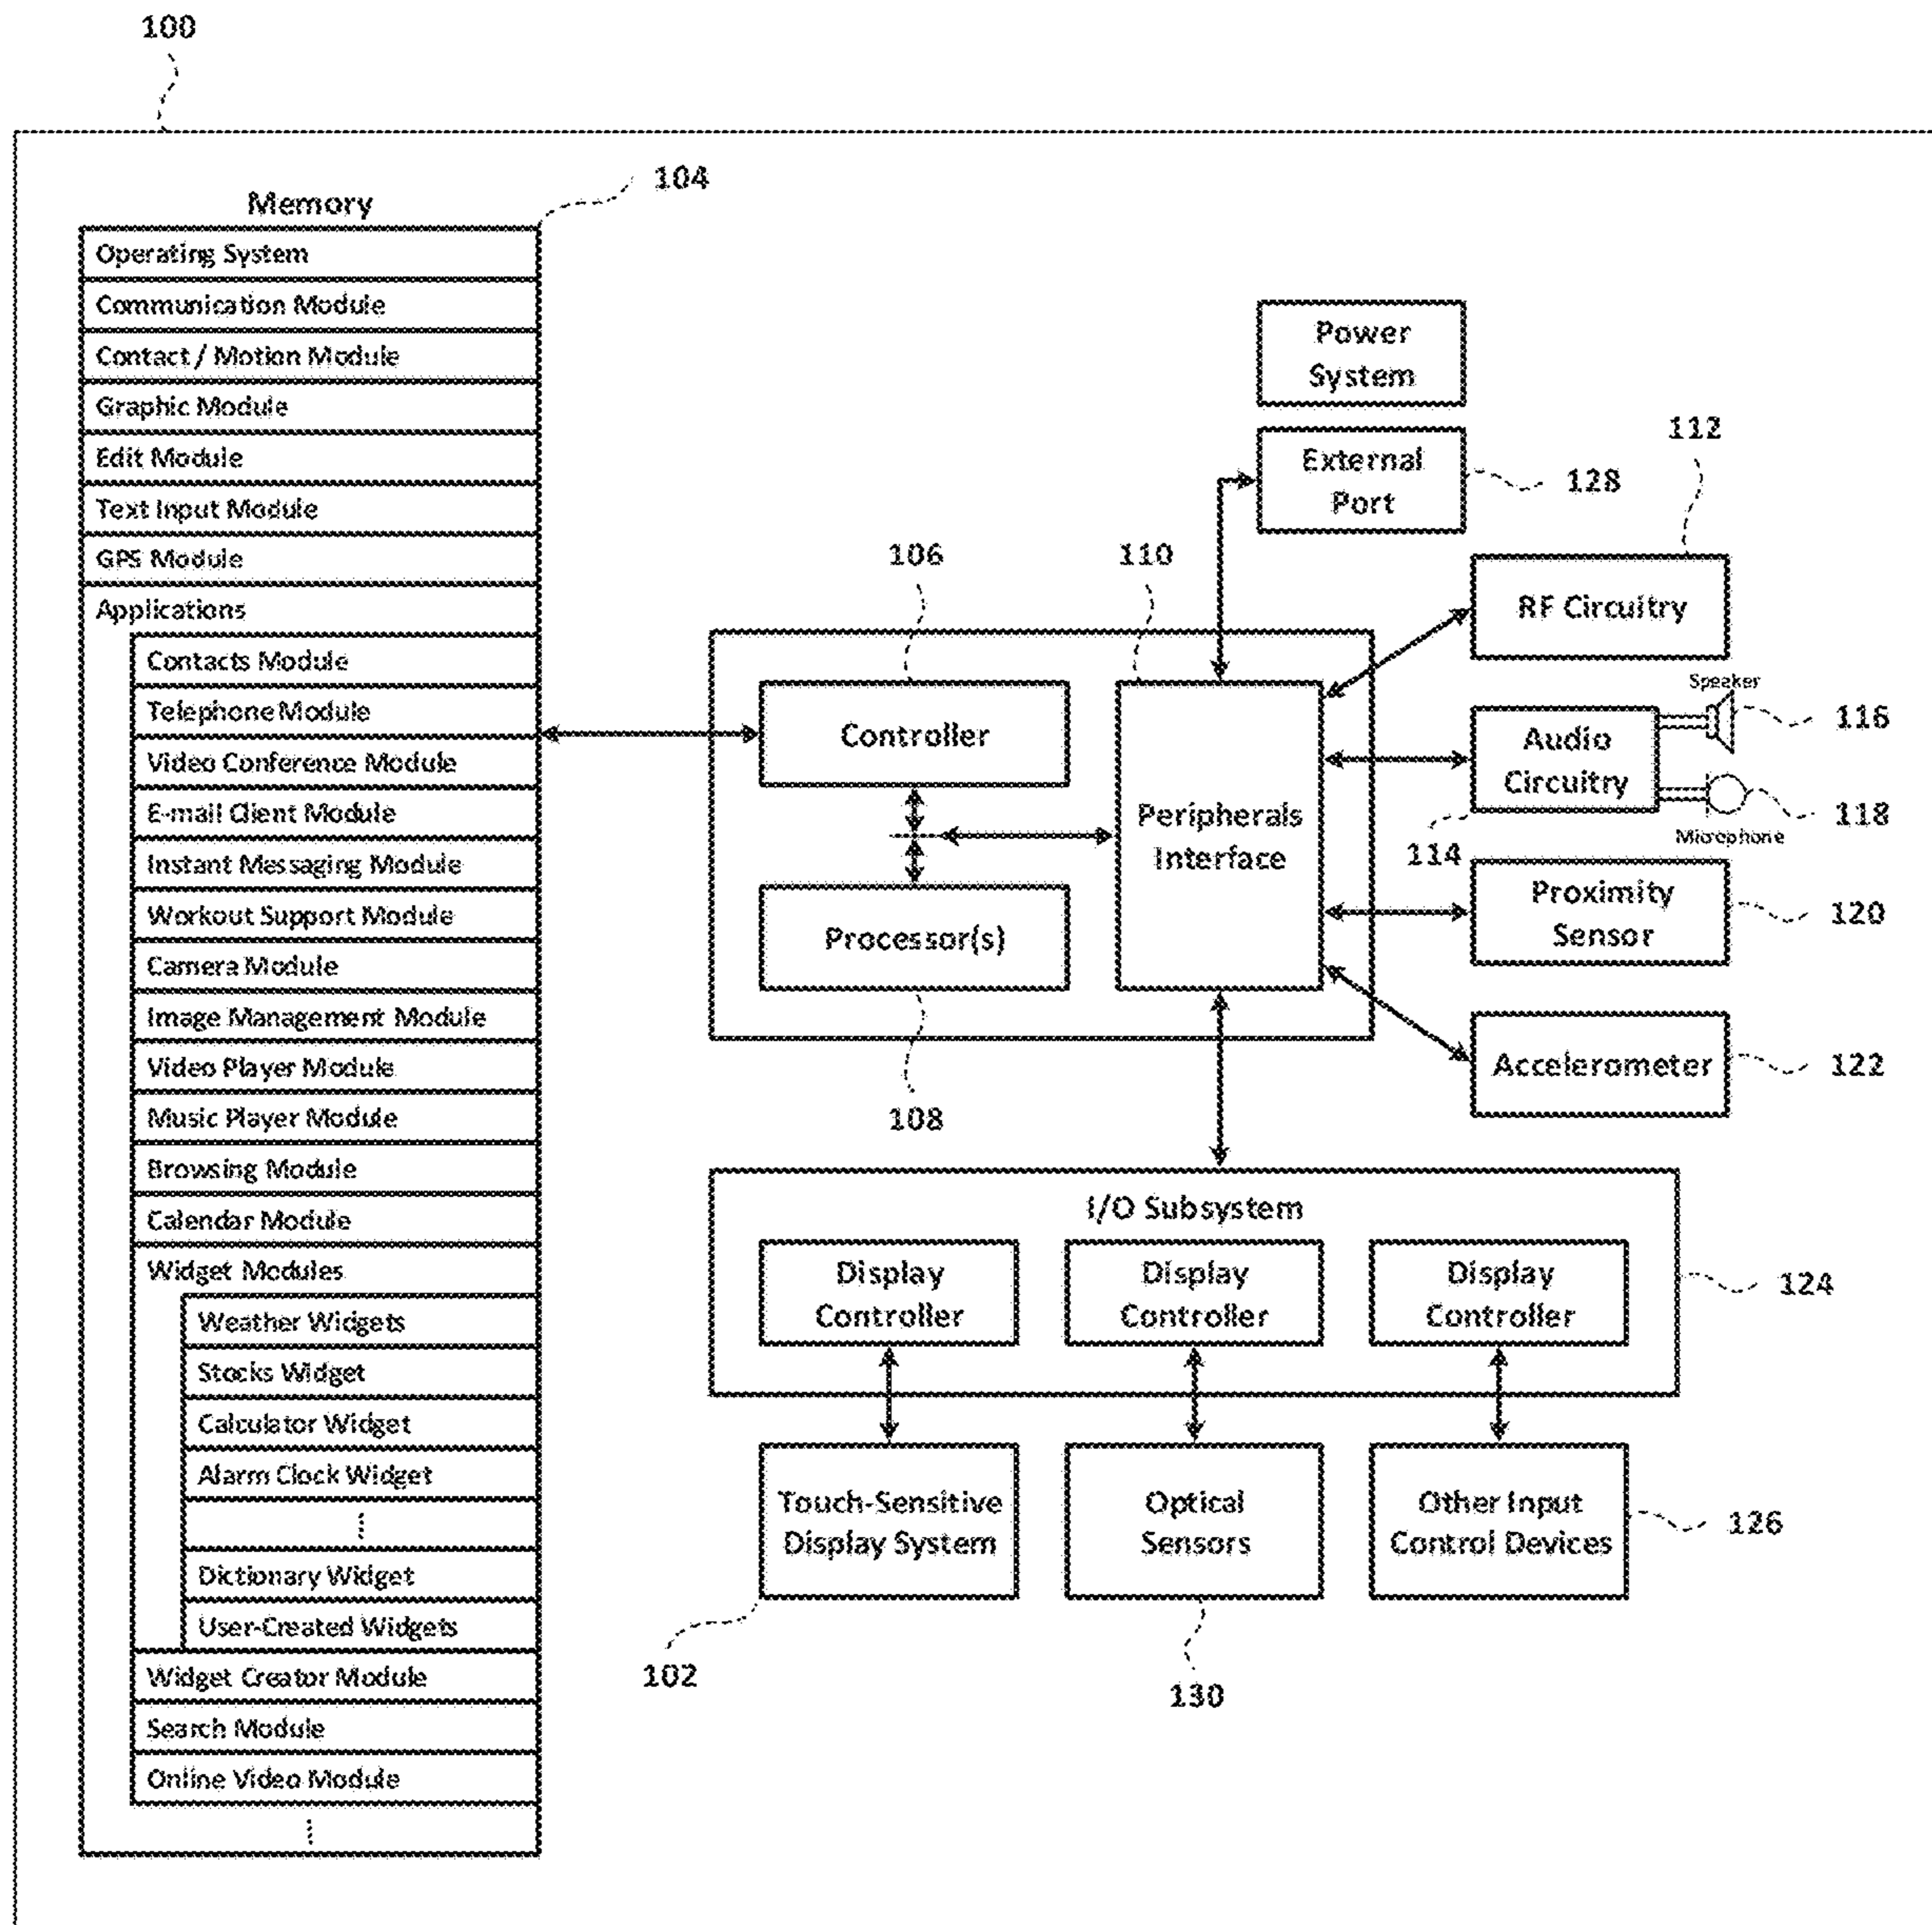 100
104
Memory
Operating System
Communication Module
Contact / Motion Module
Graphic Module
Edit Module
Text Input Module
GPS Module
Applications
Contacts Module
Telephone Module
Video Conference Module
E-mail Client Module
Instant Messaging Module
Workout Support Module
Camera Module
Image Management Module
Video Player Module
Music Player Module
Browsing Module
Calendar Module
Widget Modules
Weather Widgets
Stocks Widget
Calculator Widget
Alarm Clock Widget
Dictionary Widget
User-Created Widgets
Widget Creator Module
Search Module
Online Video Module
Power
System
External
Port
128
112
RF Circuitry
106
110
Controller
Processor(s)
108
Peripherals
Interface
Speaker
116
Audio
Circuitry
114
118
Microphone
Proximity
Sensor
120
Accelerometer
122
I/O Subsystem
Display
Controller
Display
Controller
Display
Controller
124
Touch-Sensitive
Display System
102
Optical
Sensors
130
Other Input
Control Devices
126